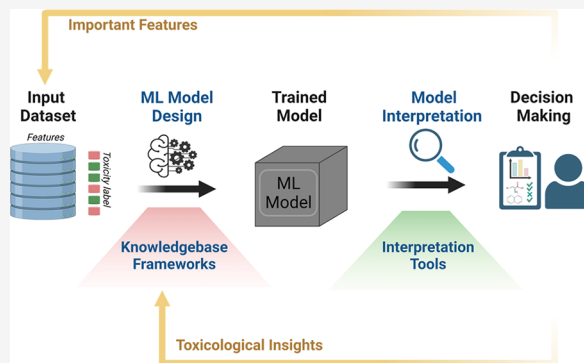 Important Features
Input
Dataset
Features
Toxicity label
ML Model
Design
Trained
Model
ML
Model
Model
Interpretation
Decision
Making
Knowledgebase
Frameworks
Interpretation
Tools
Toxicological Insights